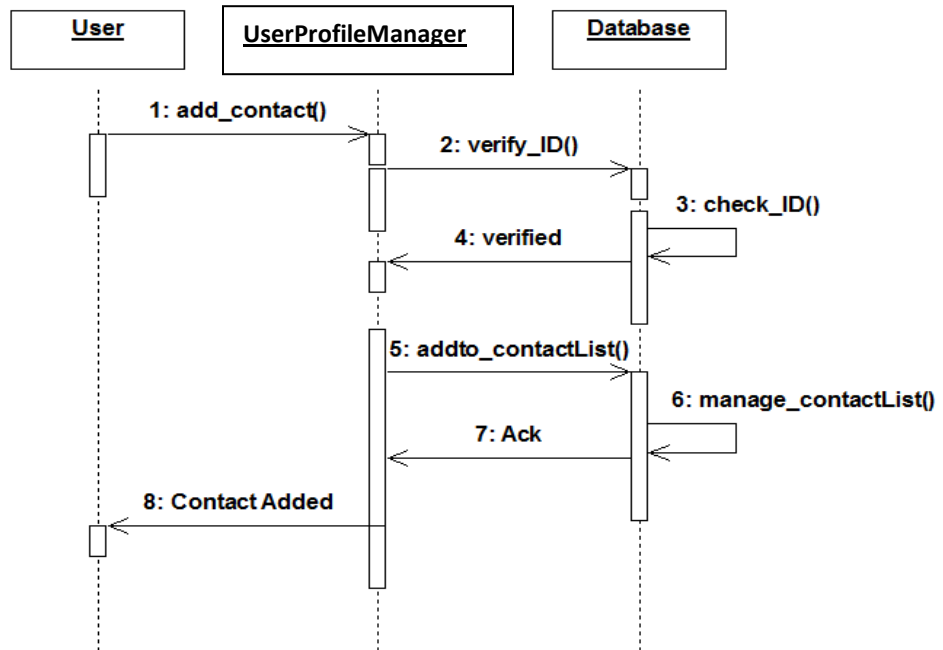 User
UserProfileManager
Database
1: add_contact()
2: verify_ID()
3: check_ID()
4: verified
5: addto_contactList()
6: manage_contactList()
7: Ack
8: Contact Added